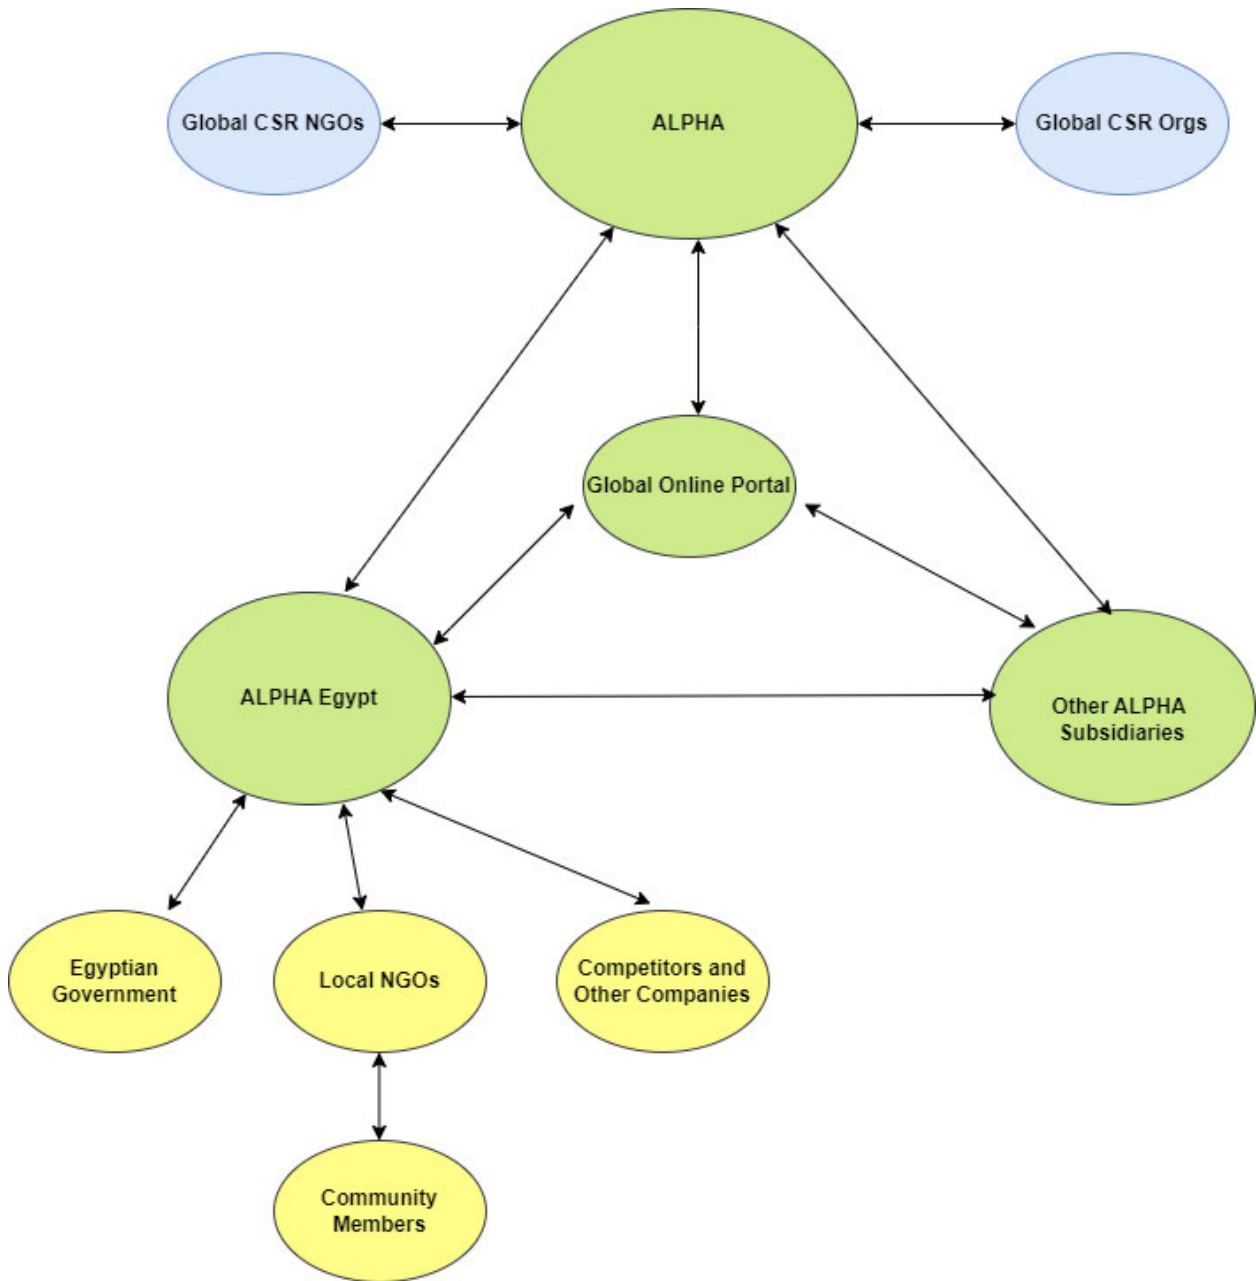 Global CSR NGOs
ALPHA
Global CSR Orgs
Global Online Portal
ALPHA Egypt
Other ALPHA
Subsidiaries
Egyptian
Government
Local NGOs
Competitors and
Other Companies
Community
Members